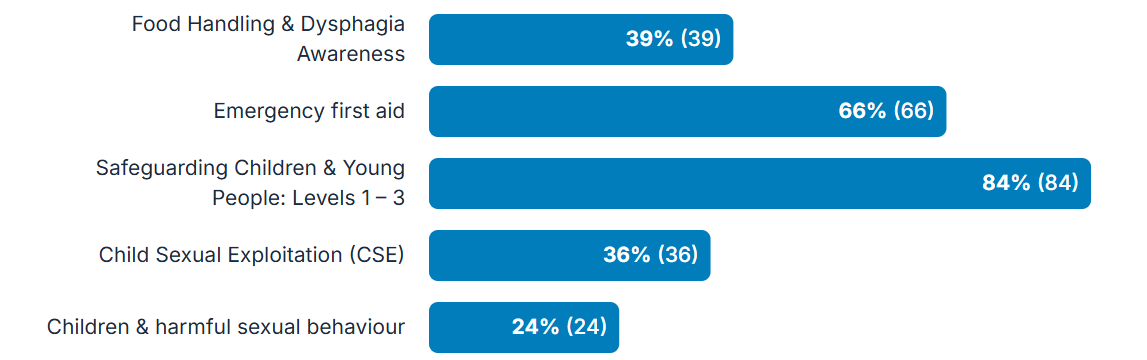 Food Handling & Dysphagia
Awareness
39% (39)
Emergency first aid
66% (66)
Safeguarding Children & Young
People: Levels 1 – 3
84% (84)
Child Sexual Exploitation (CSE)
36% (36)
Children & harmful sexual behaviour
24% (24)